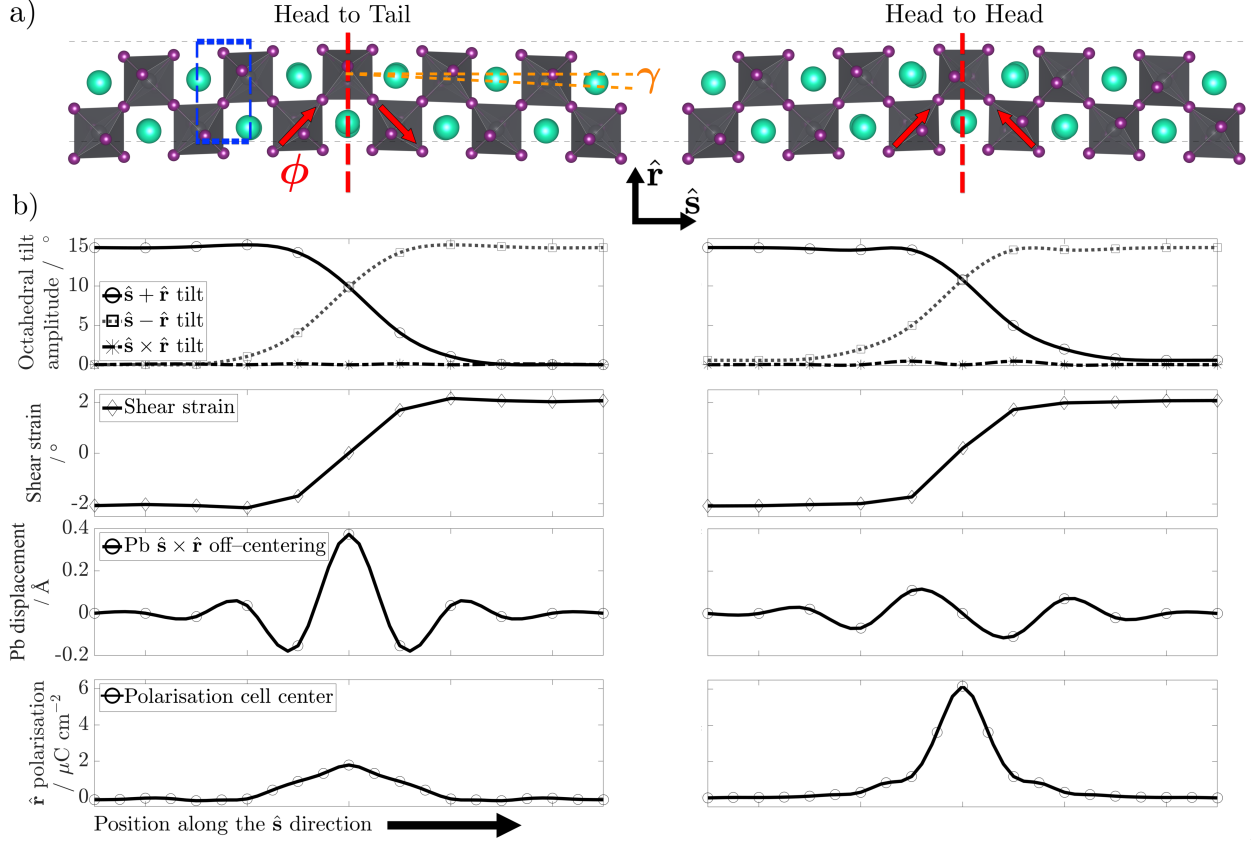 a)
Head to Tail
Head to Head
γ
ϕ
r̂
ŝ
b)
Octahedral tilt
amplitude / °
15
10
5
0
ŝ + r̂ tilt
ŝ − r̂ tilt
ŝ × r̂ tilt
Shear strain
/ °
2
0
-2
Shear strain
Pb displacement
/ Å
0.4
0.2
0
-0.2
Pb ŝ × r̂ off–centering
r̂ polarisation
/ μC cm⁻²
6
4
2
0
Polarisation cell center
Position along the ŝ direction